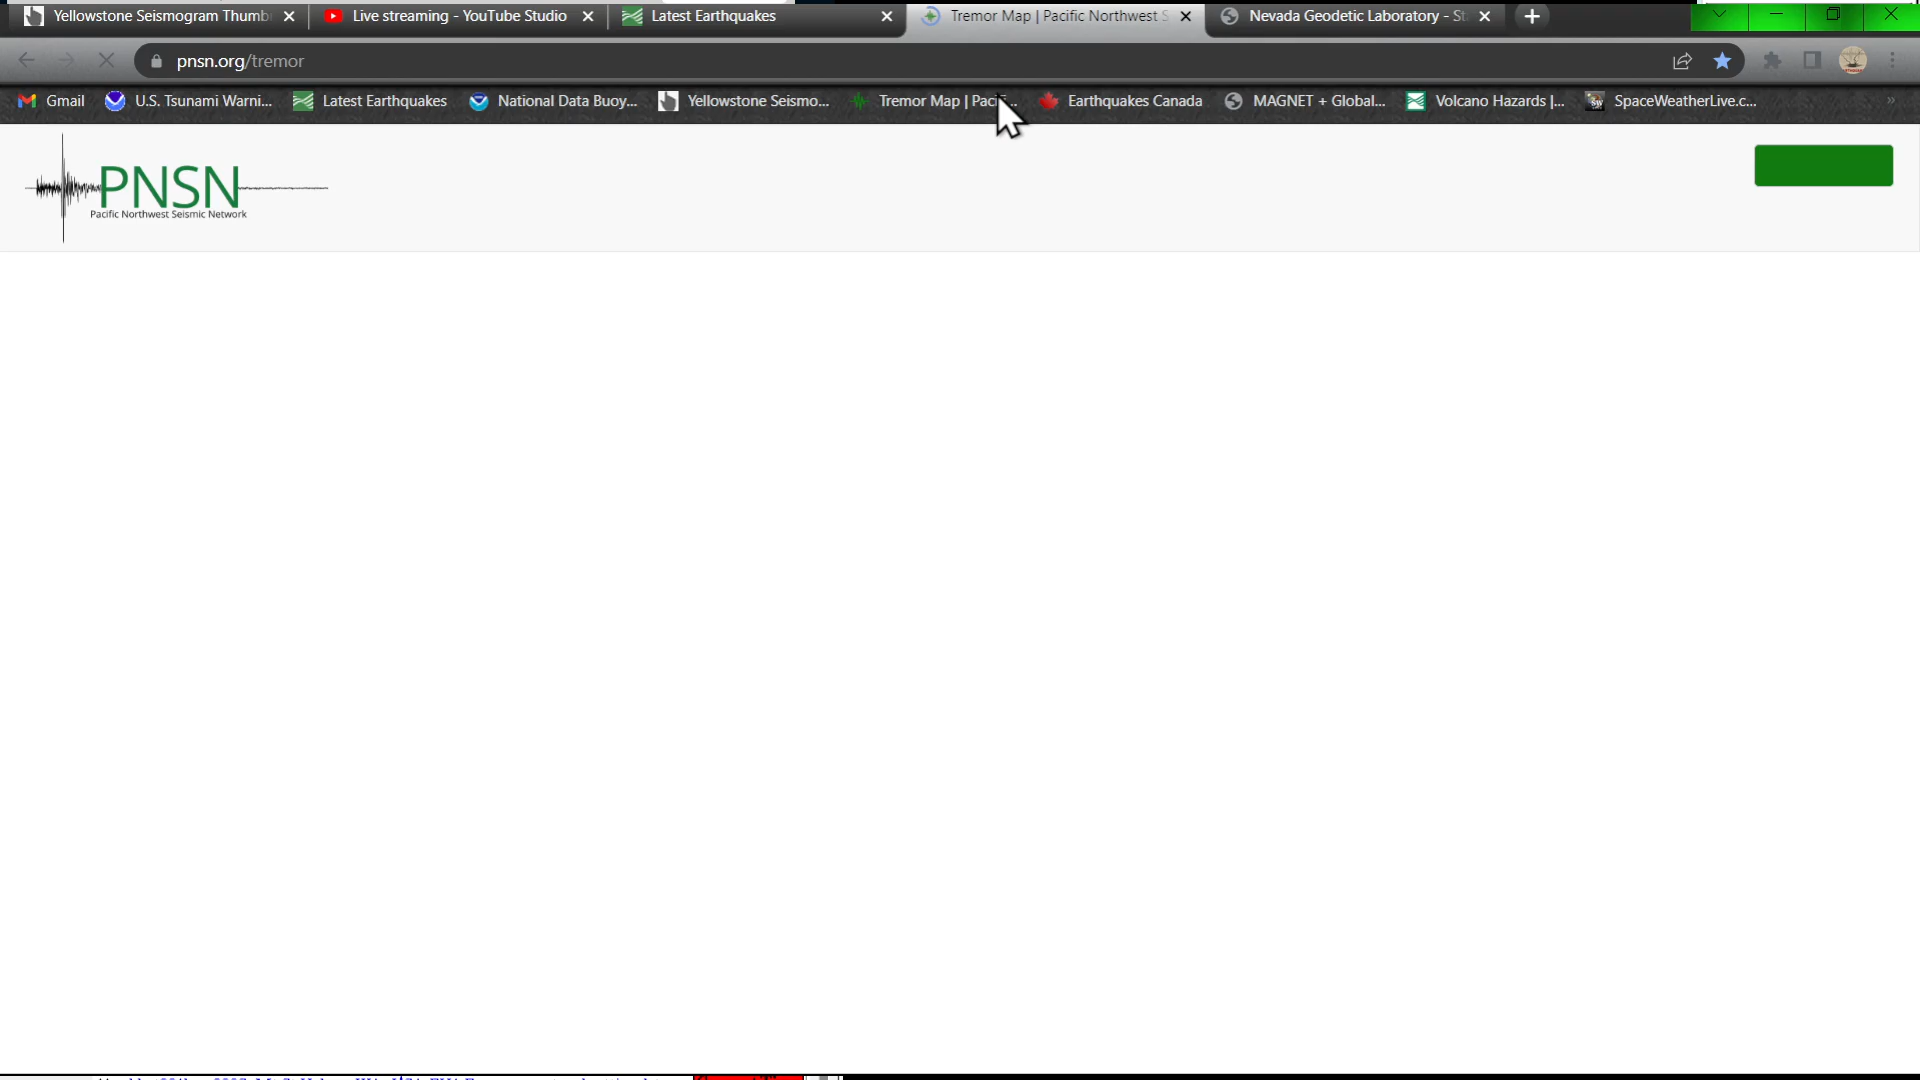 Yellowstone Seismogram Thumb
Live streaming - YouTube Studio
Latest Earthquakes
Tremor Map | Pacific Northwest S
Nevada Geodetic Laboratory - St
pnsn.org/tremor
Gmail
U.S. Tsunami Warni...
Latest Earthquakes
National Data Buoy...
Yellowstone Seismo...
Tremor Map | Paci...
Earthquakes Canada
MAGNET + Global...
Volcano Hazards |...
SpaceWeatherLive.c...
PNSN
Pacific Northwest Seismic Network